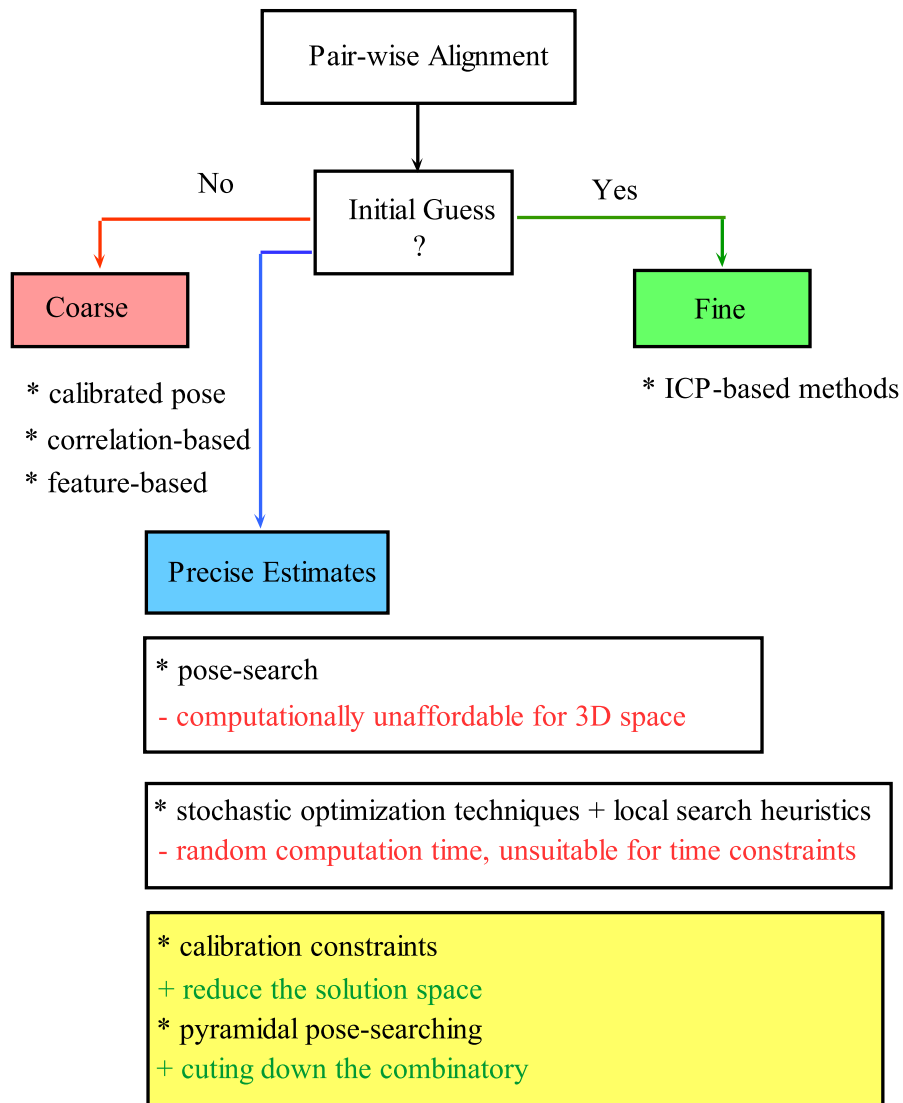 Pair-wise Alignment
No
Yes
Initial Guess
?
Coarse
Fine
* calibrated pose
* correlation-based
* feature-based
* ICP-based methods
Precise Estimates
* pose-search
- computationally unaffordable for 3D space
* stochastic optimization techniques + local search heuristics
- random computation time, unsuitable for time constraints
* calibration constraints
+ reduce the solution space
* pyramidal pose-searching
+ cuting down the combinatory